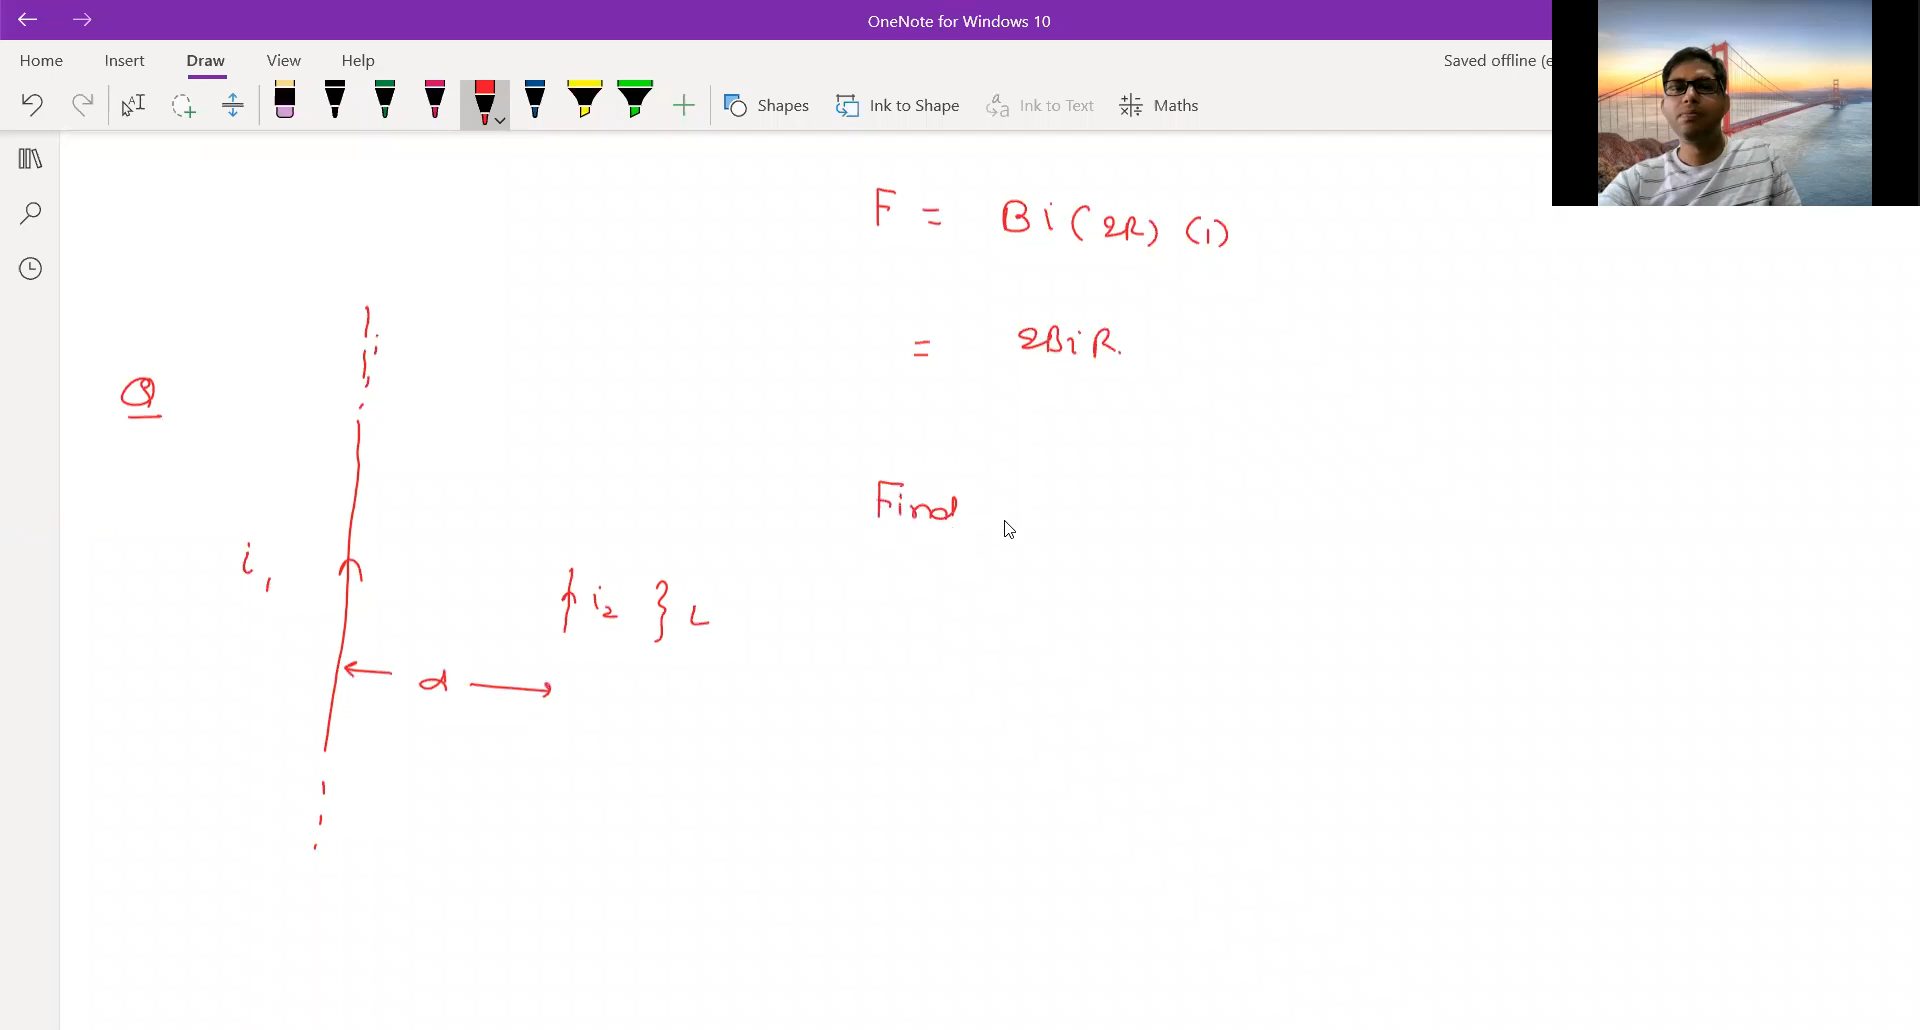 OneNote for Windows 10
Home Insert Draw View Help
Saved offline (e
Shapes Ink to Shape Ink to Text Maths
F = Bi(2R) (1)
= 2BiR.
Q
Find
i1
i2 } L
d